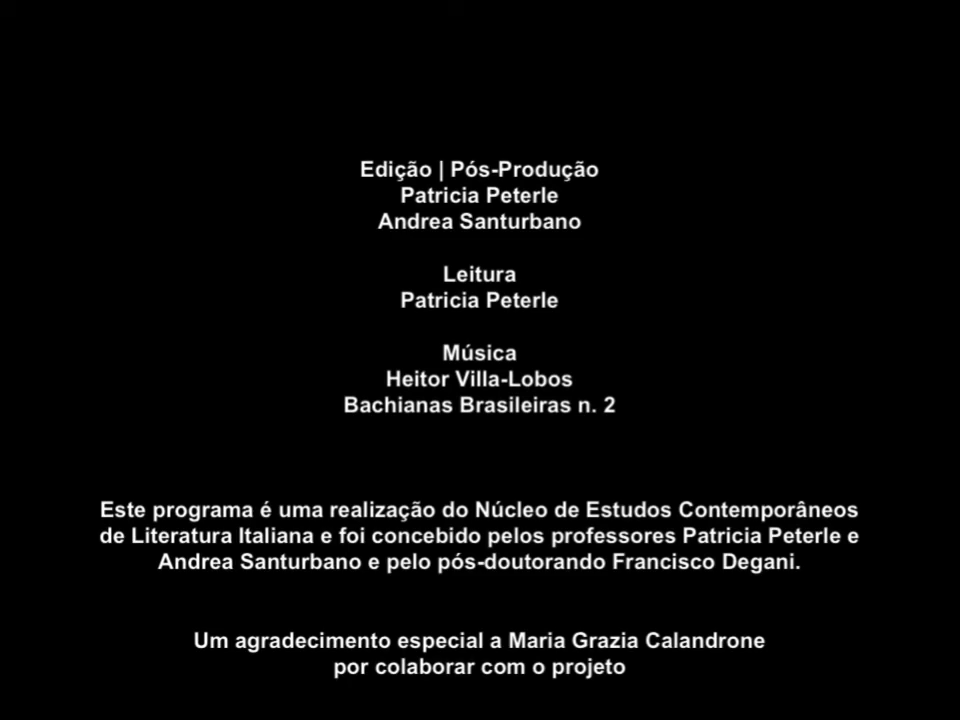 Edição | Pós-Produção
Patricia Peterle
Andrea Santurbano
Leitura
Patricia Peterle
Música
Heitor Villa-Lobos
Bachianas Brasileiras n. 2
Este programa é uma realização do Núcleo de Estudos Contemporâneos
de Literatura Italiana e foi concebido pelos professores Patricia Peterle e
Andrea Santurbano e pelo pós-doutorando Francisco Degani.
Um agradecimento especial a Maria Grazia Calandrone
por colaborar com o projeto